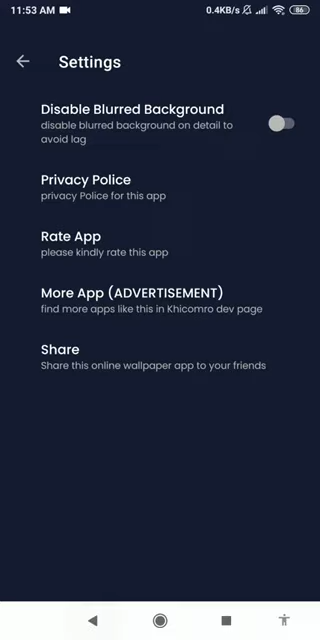 11:53 AM
0.4KB/s
86
Settings
Disable Blurred Background
disable blurred background on detail to
avoid lag
Privacy Police
privacy Police for this app
Rate App
please kindly rate this app
More App (ADVERTISEMENT)
find more apps like this in Khicomro dev page
Share
Share this online wallpaper app to your friends